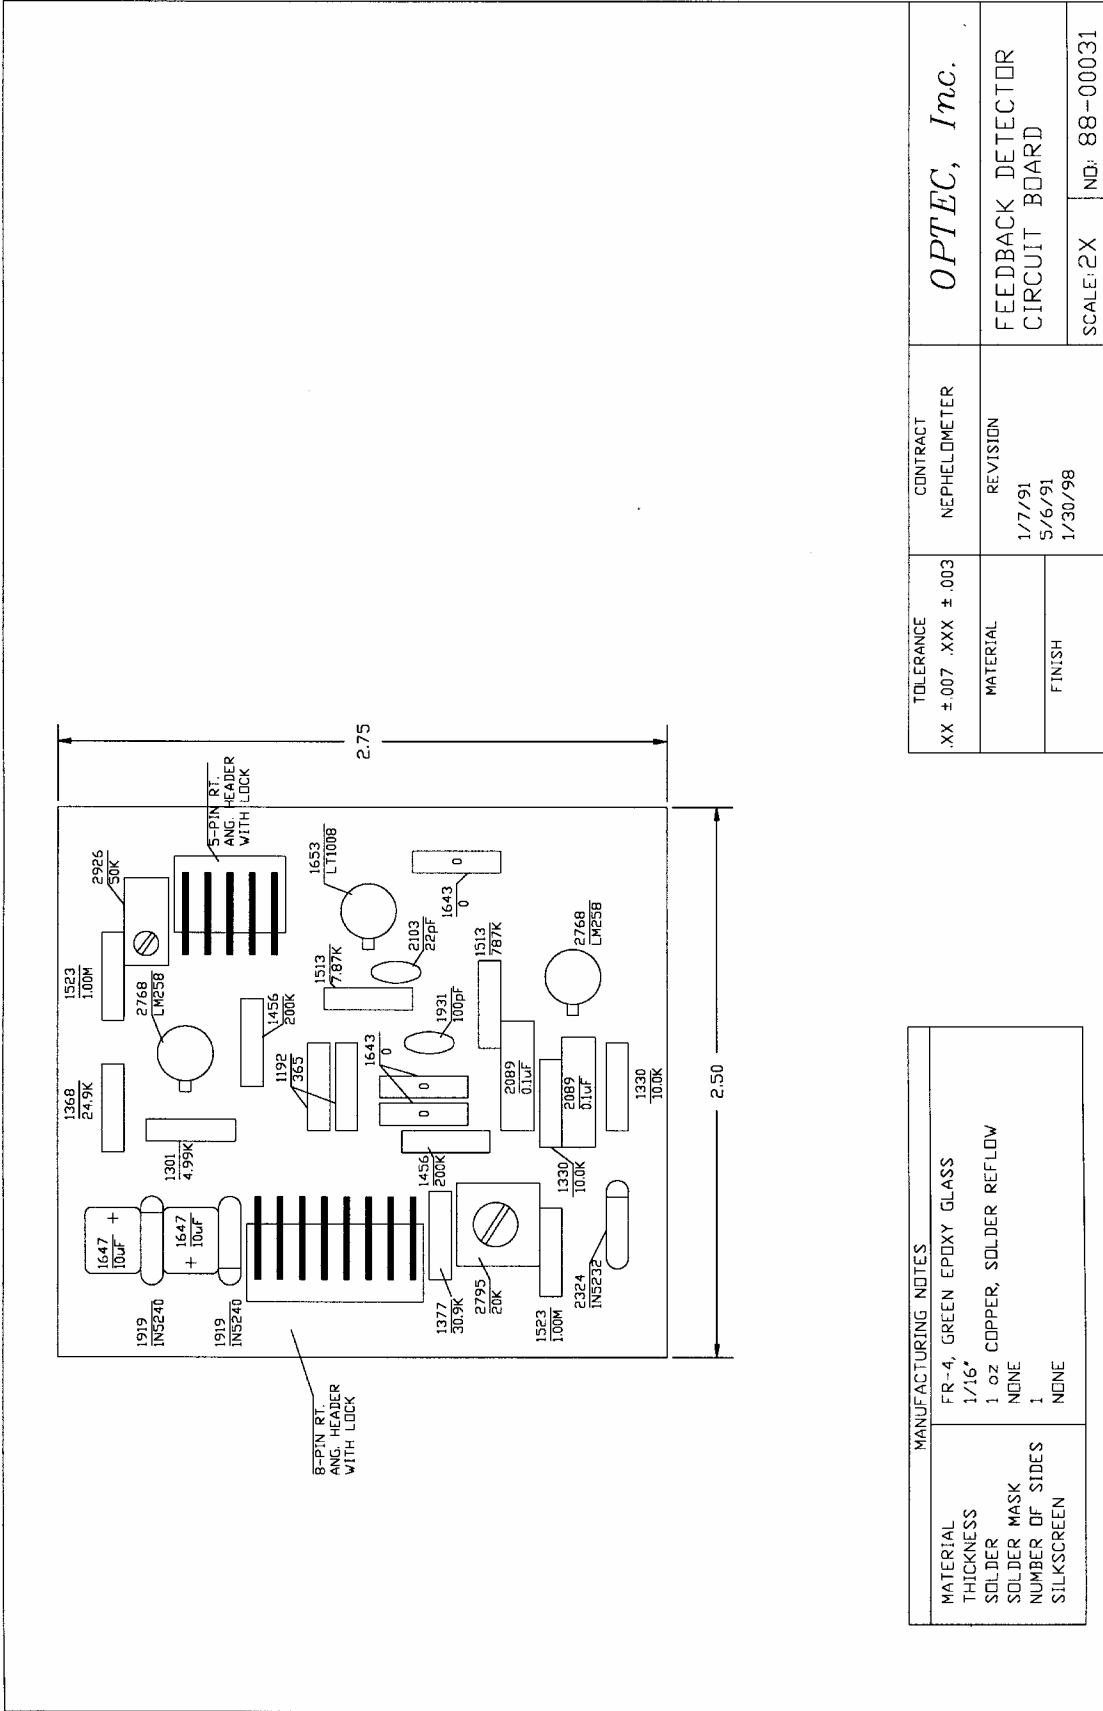 2926
50K
5-PIN RT.
ANG. HEADER
WITH LOCK
1523
1.00M
2768
LM258
1368
24.9K
1301
4.99K
1456
200K
1192
365
1653
LT1008
1513
7.87K
2103
22pF
1643
0
0
1931
100pF
1643
0
0
0
1513
787K
2768
LM258
2089
0.1uF
2089
0.1uF
1330
10.0K
1330
10.0K
1456
200K
1647
10uF
+
1647
10uF
+
1919
1N5240
1919
1N5240
1377
30.9K
2795
20K
1523
1.00M
2324
1N5232
8-PIN RT.
ANG. HEADER
WITH LOCK
2.75
2.50
MANUFACTURING NOTES
MATERIAL FR-4, GREEN EPOXY GLASS
THICKNESS 1/16"
SOLDER 1 oz COPPER, SOLDER REFLOW
SOLDER MASK NONE
NUMBER OF SIDES 1
SILKSCREEN NONE
TOLERANCE
.XX ±.007 .XXX ±.003
MATERIAL
FINISH
CONTRACT
NEPHELOMETER
REVISION
1/7/91
5/6/91
1/30/98
OPTEC, Inc.
FEEDBACK DETECTOR
CIRCUIT BOARD
SCALE: 2X
NO: 88-00031